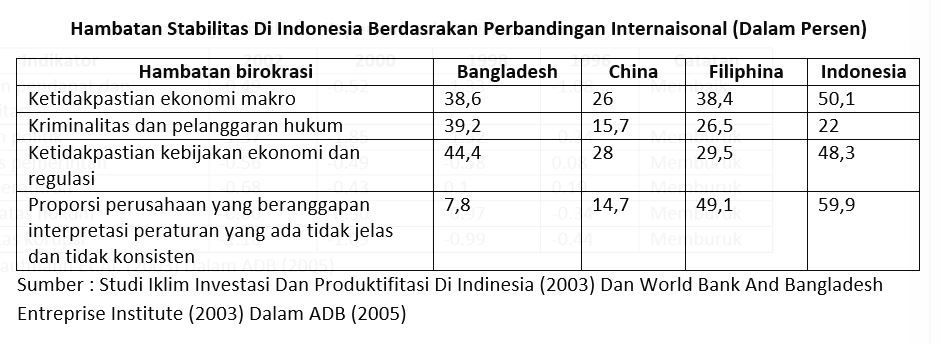 Hambatan Stabilitas Di Indonesia Berdasrakan Perbandingan Internaisonal (Dalam Persen)
Hambatan birokrasi Bangladesh China Filiphina Indonesia
Ketidakpastian ekonomi makro 38,6 26 38,4 50,1
Kriminalitas dan pelanggaran hukum 39,2 15,7 26,5 22
Ketidakpastian kebijakan ekonomi dan 44,4 28 29,5 48,3
regulasi
Proporsi perusahaan yang beranggapan 7,8 14,7 49,1 59,9
interpretasi peraturan yang ada tidak jelas
dan tidak konsisten
Sumber : Studi Iklim Investasi Dan Produktifitasi Di Indinesia (2003) Dan World Bank And Bangladesh
Entreprise Institute (2003) Dalam ADB (2005)